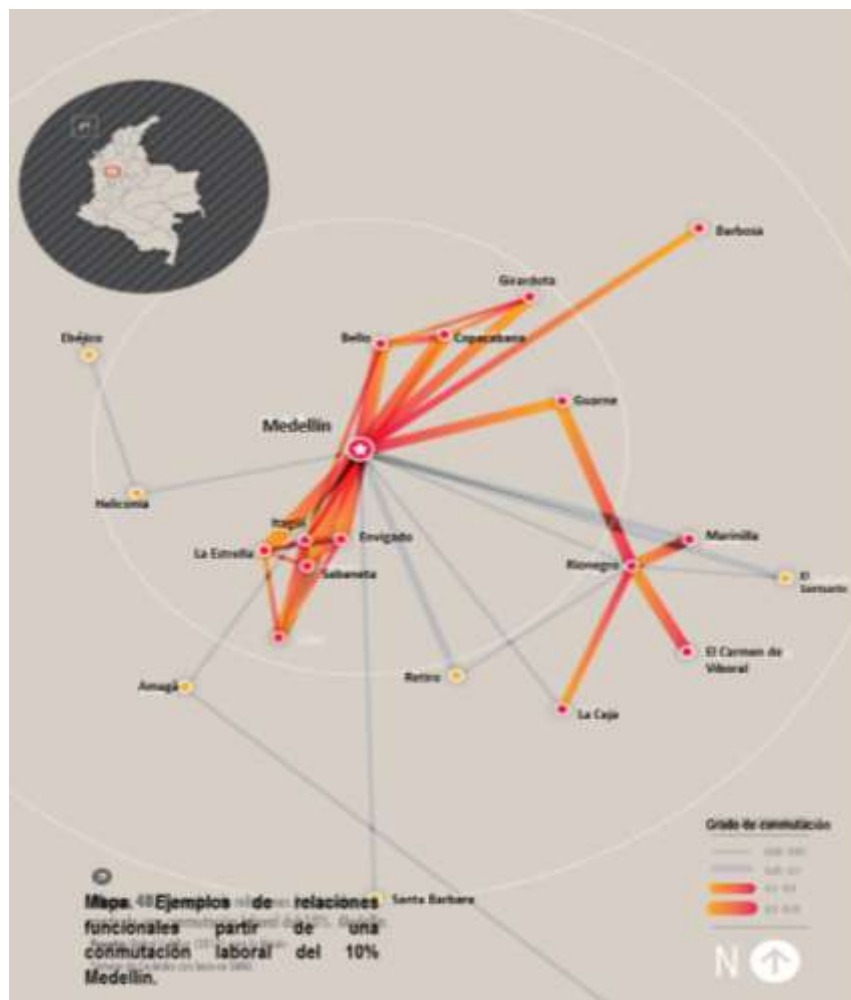 Barbosa
Girardota
Bello
Copacabana
Ebéjico
Guarne
Medellín
Heliconia
Itagüí
Envigado
La Estrella
Sabaneta
Marinilla
Rionegro
El
Santuario
Retiro
El Carmen de
Viboral
Amagá
La Ceja
Grado de conmutación
Santa Barbara
Mapa 48 Ejemplos de relaciones
funcionales partir de una
conmutación laboral del 10%
Medellín.
N